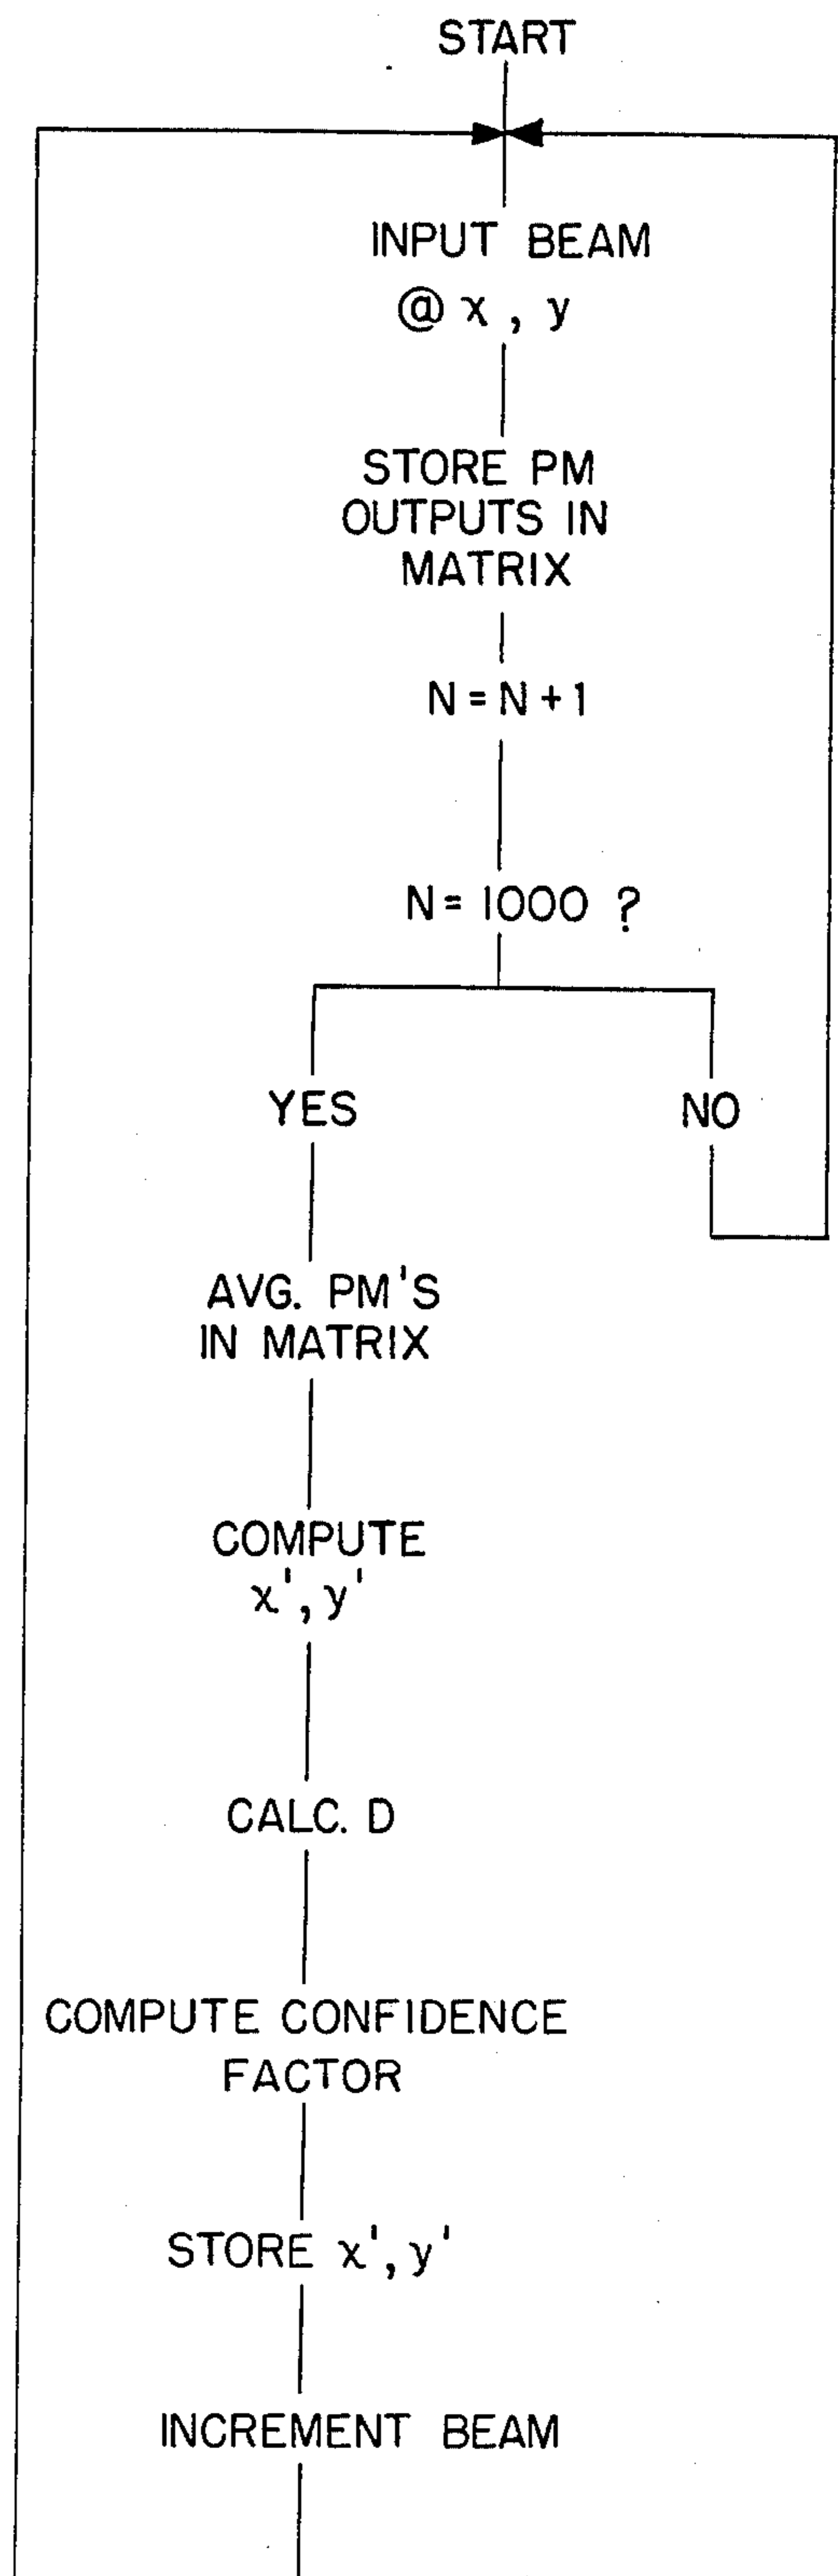 START
INPUT BEAM
@ x , y
STORE PM
OUTPUTS IN
MATRIX
N = N + 1
N = 1000 ?
YES
NO
AVG. PM'S
IN MATRIX
COMPUTE
x', y'
CALC. D
COMPUTE CONFIDENCE
FACTOR
STORE x', y'
INCREMENT BEAM